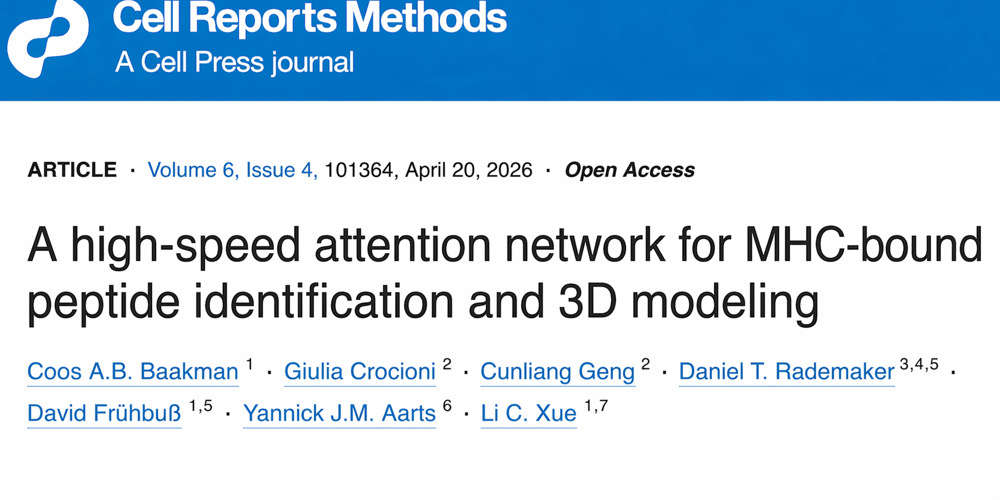 Cell Reports Methods
A Cell Press journal
ARTICLE · Volume 6, Issue 4, 101364, April 20, 2026 · Open Access
A high-speed attention network for MHC-bound
peptide identification and 3D modeling
Coos A.B. Baakman 1 · Giulia Crocioni 2 · Cunliang Geng 2 · Daniel T. Rademaker 3,4,5 ·
David Frühbuß 1,5 · Yannick J.M. Aarts 6 · Li C. Xue 1,7